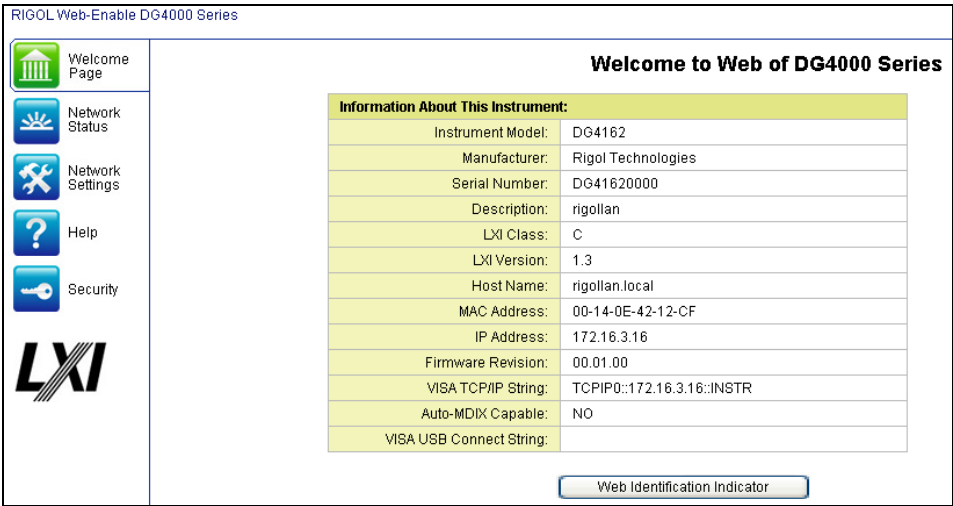 RIGOL Web-Enable DG4000 Series
Welcome
Page
Network
Status
Network
Settings
Help
Security
LXI
Welcome to Web of DG4000 Series
Information About This Instrument:
Instrument Model: DG4162
Manufacturer: Rigol Technologies
Serial Number: DG41620000
Description: rigollan
LXI Class: C
LXI Version: 1.3
Host Name: rigollan.local
MAC Address: 00-14-0E-42-12-CF
IP Address: 172.16.3.16
Firmware Revision: 00.01.00
VISA TCP/IP String: TCPIP0::172.16.3.16::INSTR
Auto-MDIX Capable: NO
VISA USB Connect String:
Web Identification Indicator